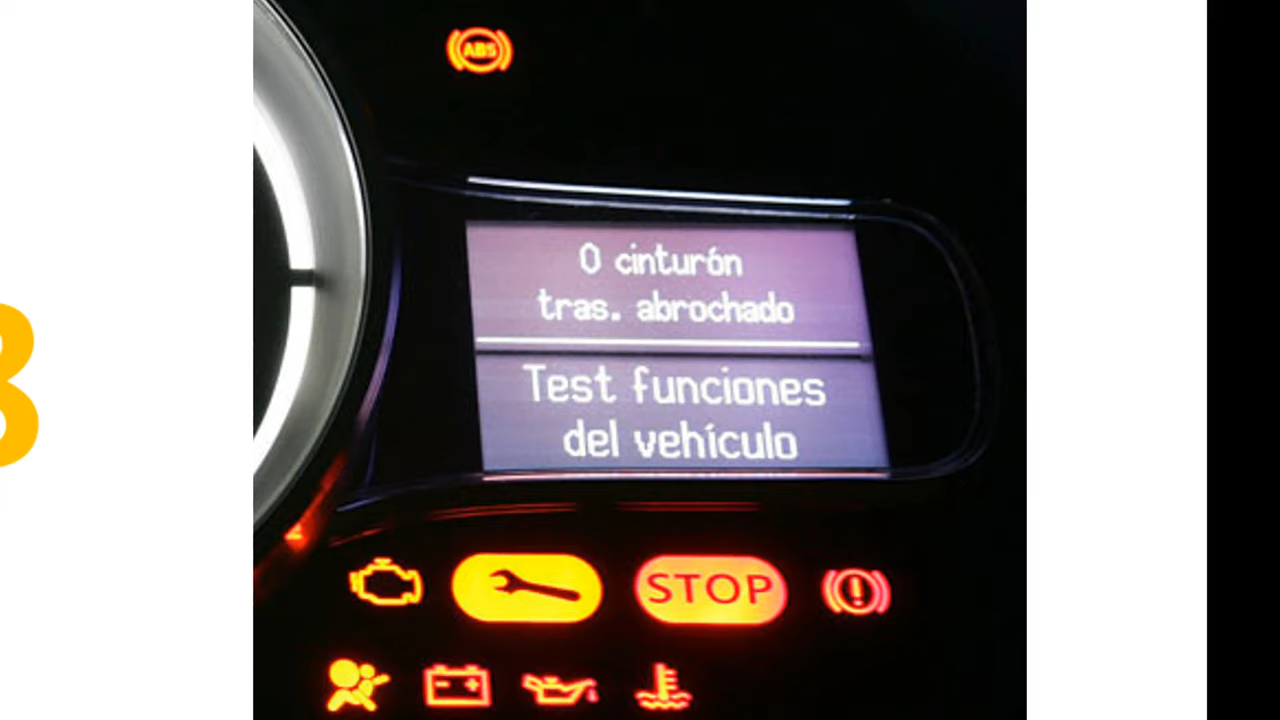 ABS
0 cinturón
tras. abrochado
Test funciones
del vehículo
STOP